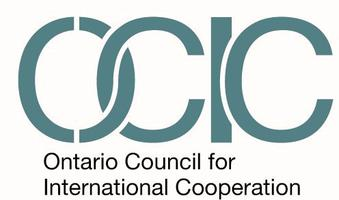 OCIC
Ontario Council for
International Cooperation